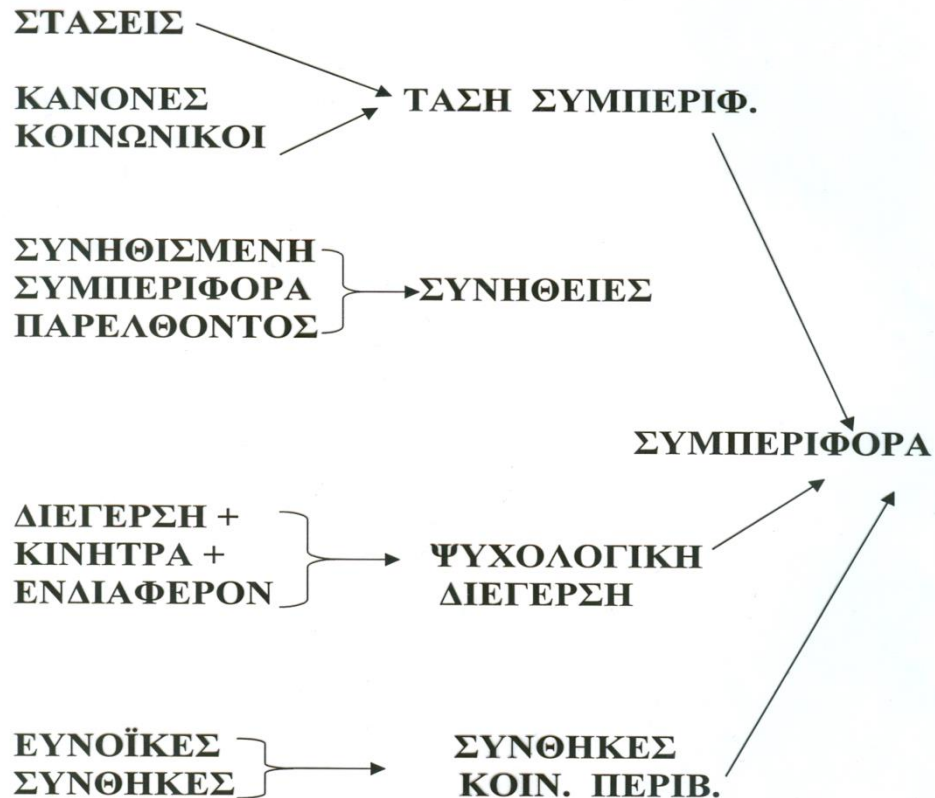 ΣΤΑΣΕΙΣ
ΚΑΝΟΝΕΣ
ΚΟΙΝΩΝΙΚΟΙ
ΤΑΣΗ ΣΥΜΠΕΡΙΦ.
ΣΥΝΗΘΙΣΜΕΝΗ
ΣΥΜΠΕΡΙΦΟΡΑ
ΠΑΡΕΛΘΟΝΤΟΣ
ΣΥΝΗΘΕΙΕΣ
ΣΥΜΠΕΡΙΦΟΡΑ
ΔΙΕΓΕΡΣΗ +
ΚΙΝΗΤΡΑ +
ΕΝΔΙΑΦΕΡΟΝ
ΨΥΧΟΛΟΓΙΚΗ
ΔΙΕΓΕΡΣΗ
ΕΥΝΟΪΚΕΣ
ΣΥΝΘΗΚΕΣ
ΣΥΝΘΗΚΕΣ
ΚΟΙΝ. ΠΕΡΙΒ.